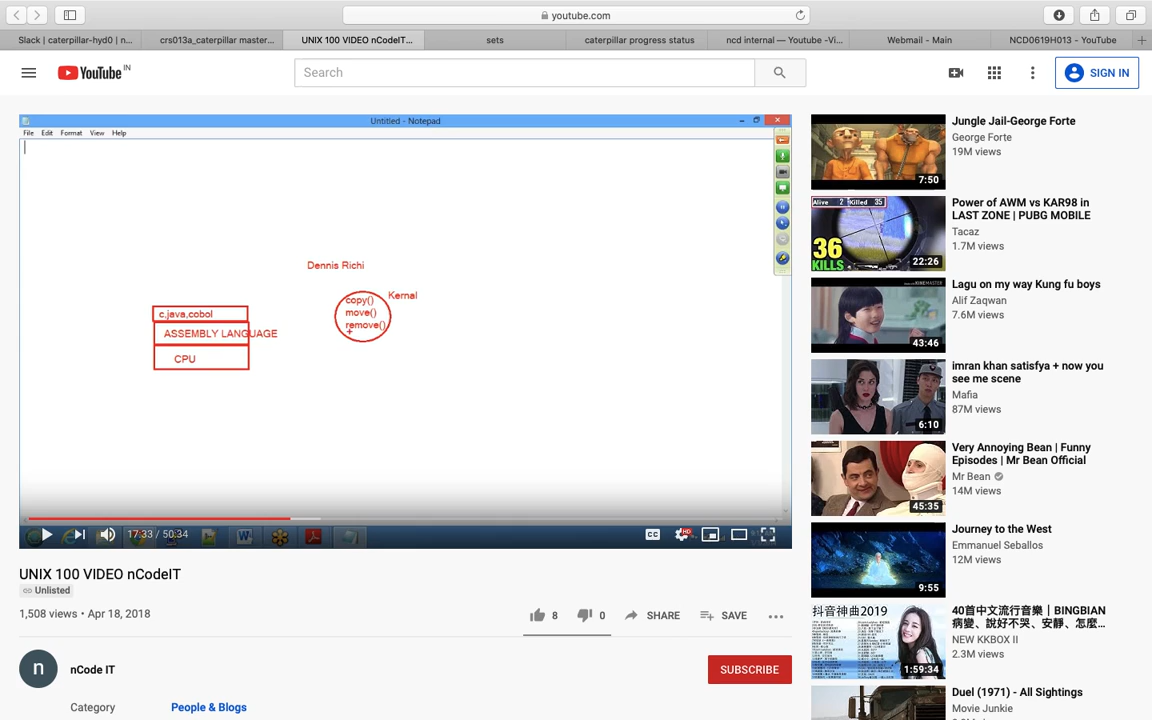 youtube.com
Slack | caterpillar-hyd0 | n...
crs013a_caterpillar master...
UNIX 100 VIDEO nCodeIT...
sets
caterpillar progress status
ncd internal — Youtube -Vi...
Webmail - Main
NCD0619H013 - YouTube
YouTube IN
Search
SIGN IN
Untitled - Notepad
File Edit Format View Help
Dennis Richi
Kernal
copy()
move()
remove()
c,java,cobol
ASSEMBLY LANGUAGE
CPU
17:33 / 50:34
CC
HD
UNIX 100 VIDEO nCodeIT
Unlisted
1,508 views • Apr 18, 2018
8
0
SHARE
SAVE
n
nCode IT
SUBSCRIBE
Category
People & Blogs
7:50
Jungle Jail-George Forte
George Forte
19M views
Alive 2 Killed 35
36
KILLS
22:26
Power of AWM vs KAR98 in
LAST ZONE | PUBG MOBILE
Tacaz
1.7M views
43:46
Lagu on my way Kung fu boys
Alif Zaqwan
7.6M views
6:10
imran khan satisfya + now you
see me scene
Mafia
87M views
45:35
Very Annoying Bean | Funny
Episodes | Mr Bean Official
Mr Bean
14M views
9:55
Journey to the West
Emmanuel Seballos
12M views
抖音神曲2019
1:59:34
40首中文流行音樂 | BINGBIAN
病變、說好不哭、安靜、怎麼...
NEW KKBOX II
2.3M views
Duel (1971) - All Sightings
Movie Junkie